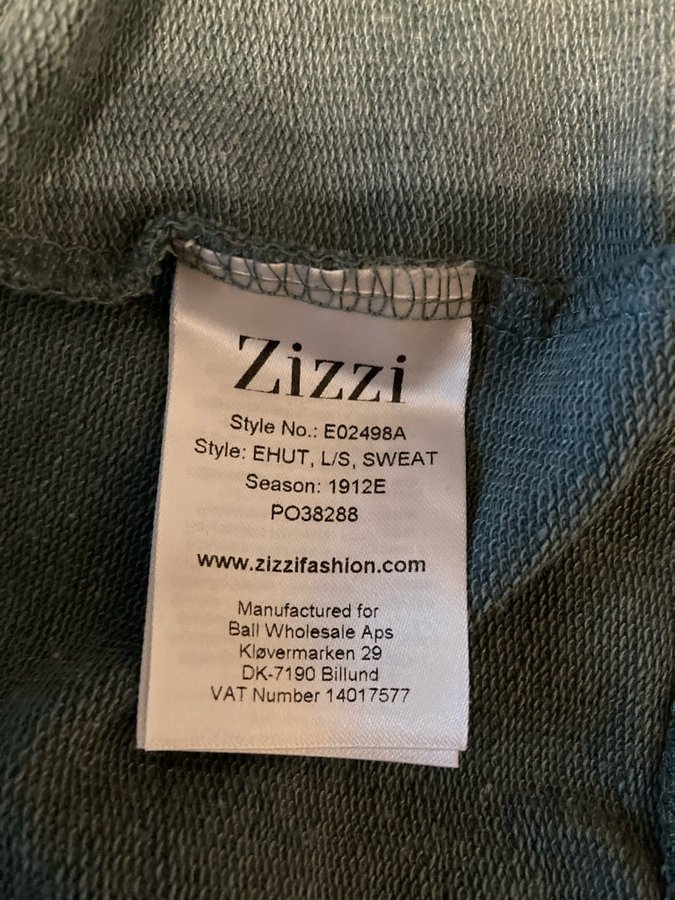 Zizzi
Style No.: E02498A
Style: EHUT, L/S, SWEAT
Season: 1912E
PO38288
www.zizzifashion.com
Manufactured for
Ball Wholesale Aps
Kløvermarken 29
DK-7190 Billund
VAT Number 14017577